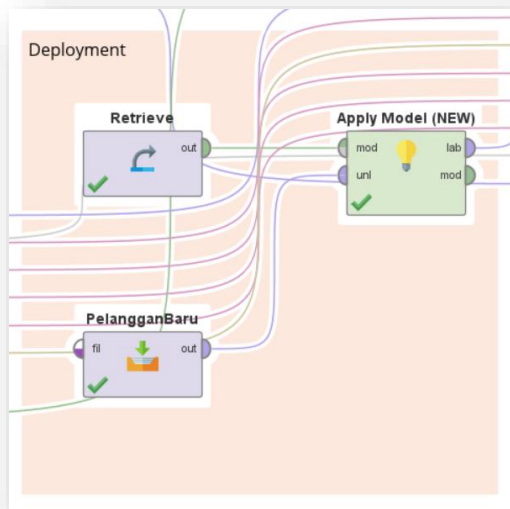 Deployment
Retrieve
out
Apply Model (NEW)
mod
lab
unl
mod
PelangganBaru
fil
out